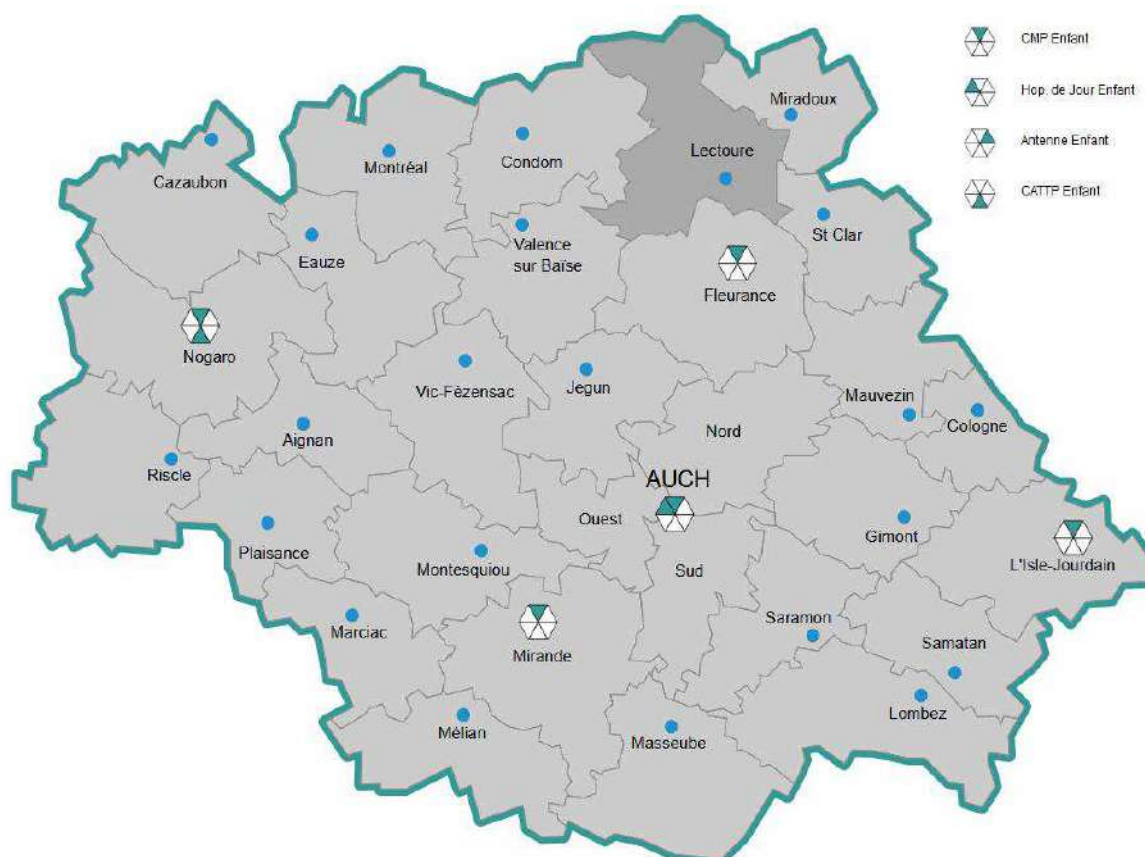 CMP Enfant
Hop. de Jour Enfant
Antenne Enfant
CATTP Enfant
Miradoux
Condom
Montréal
Lectoure
Cazaubon
St Clar
Valence
sur Baïse
Eauze
Fleurance
Nogaro
Vic-Fézensac
Jegun
Mauvezin
Cologne
Nord
Aignan
Riscle
AUCH
Ouest
Gimont
Plaisance
Montesquiou
Sud
L'Isle-Jourdain
Marciac
Saramon
Samatan
Mirande
Lombez
Mélian
Masseube